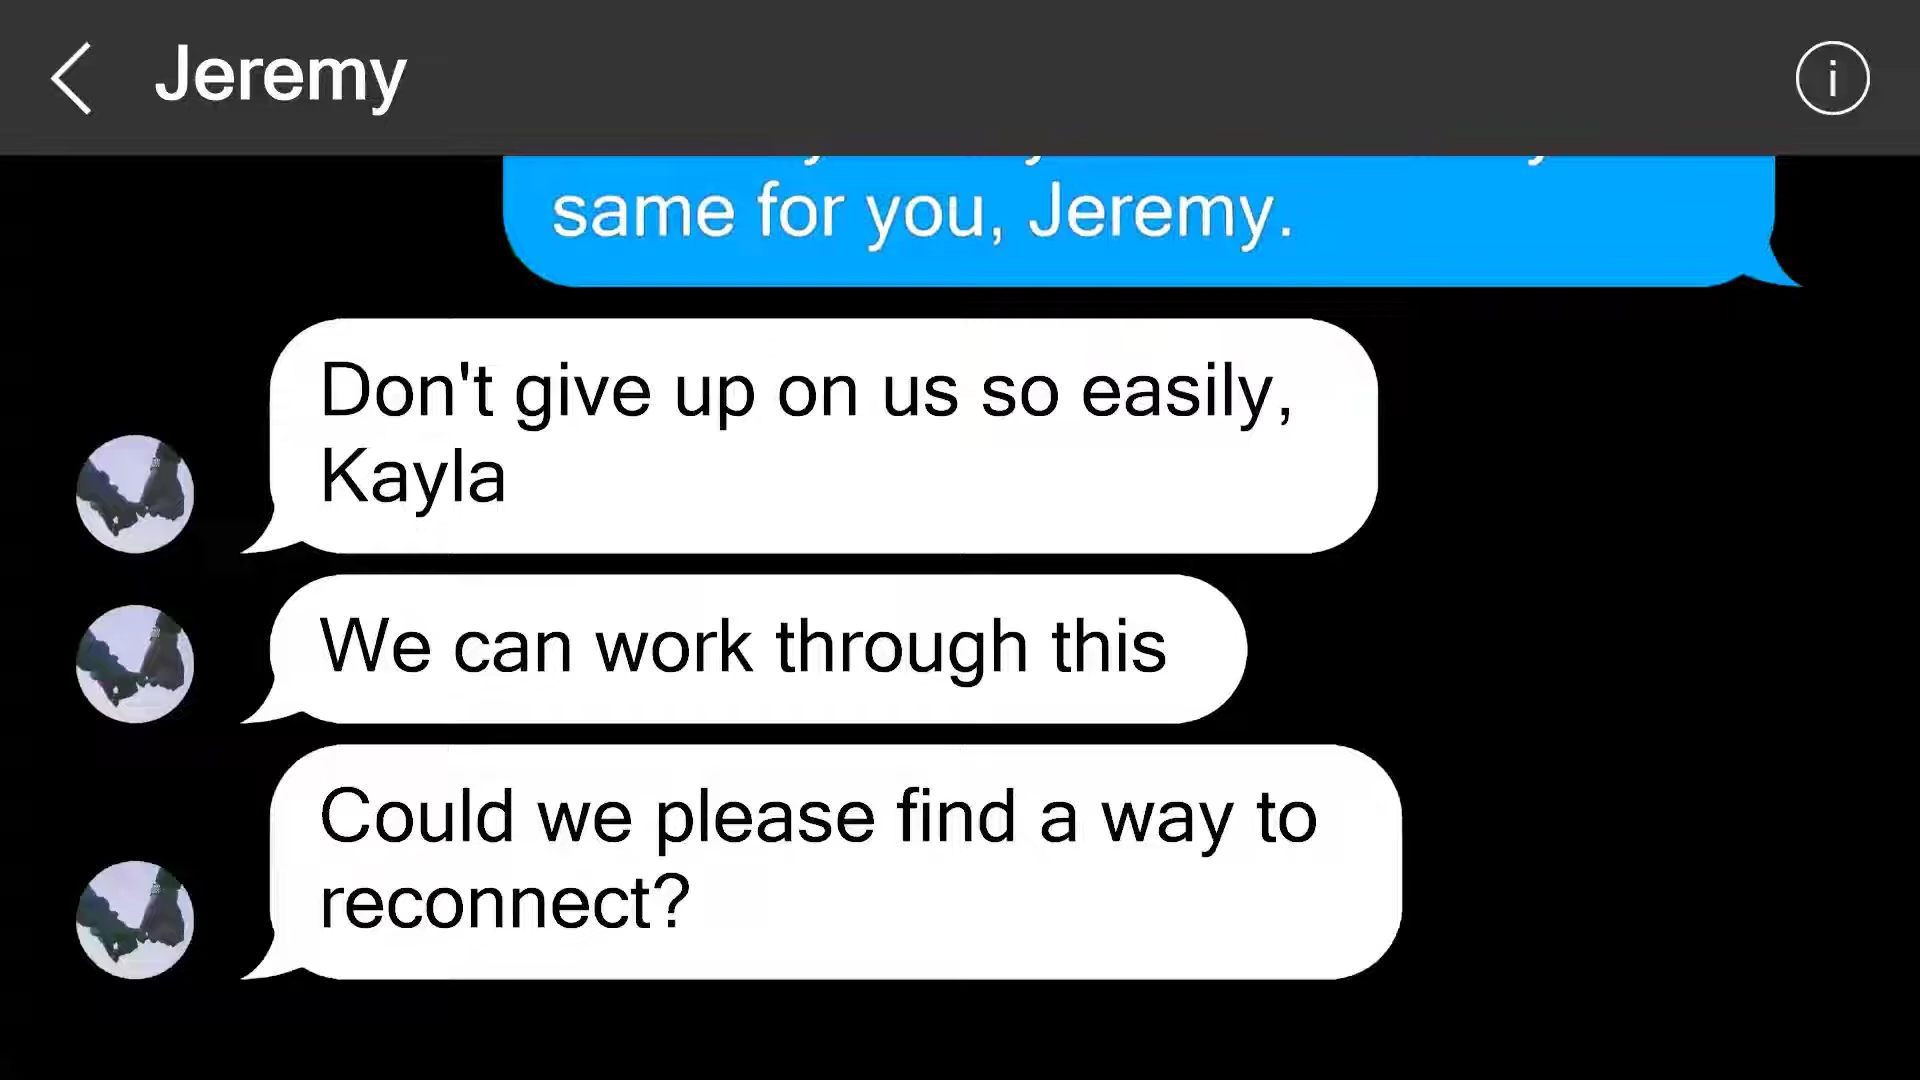 Jeremy
i
same for you, Jeremy.
Don't give up on us so easily,
Kayla
We can work through this
Could we please find a way to
reconnect?